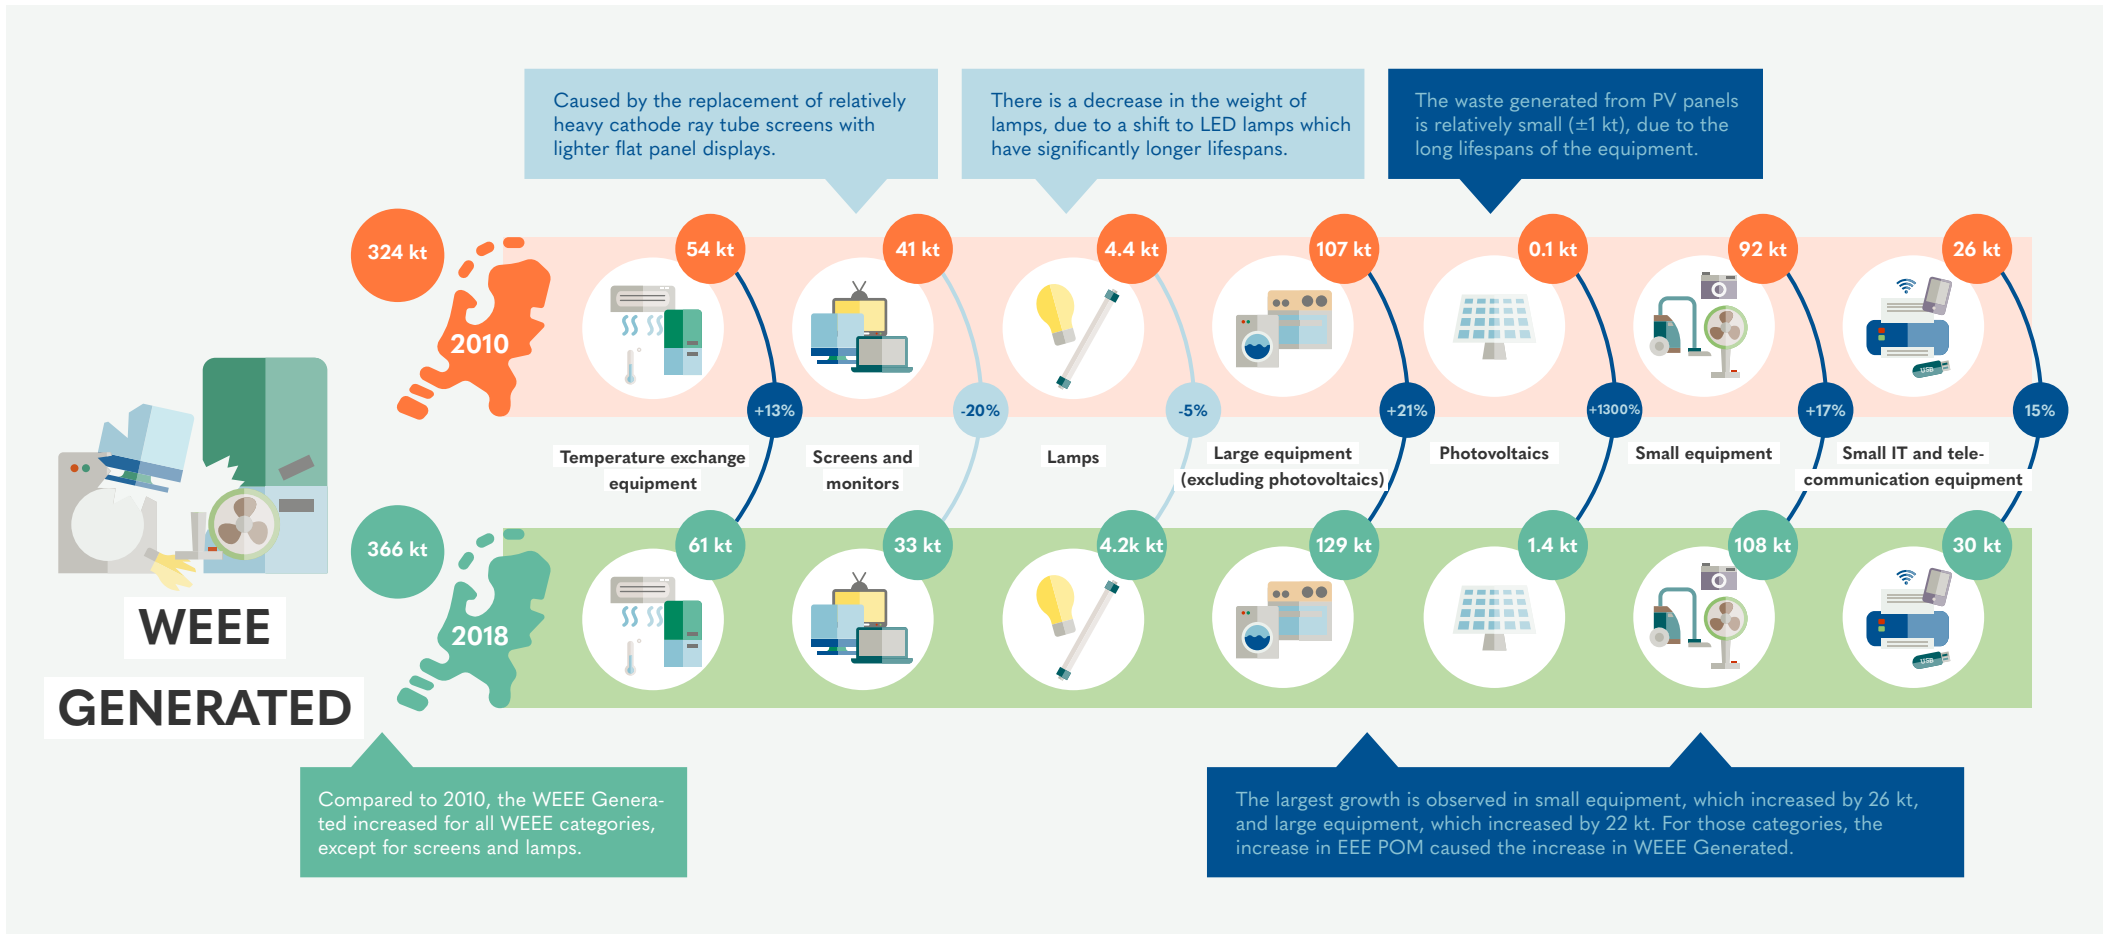 Caused by the replacement of relatively
heavy cathode ray tube screens with
lighter flat panel displays.
There is a decrease in the weight of
lamps, due to a shift to LED lamps which
have significantly longer lifespans.
The waste generated from PV panels
is relatively small (±1 kt), due to the
long lifespans of the equipment.
324 kt
2010
54 kt
41 kt
4.4 kt
107 kt
0.1 kt
92 kt
26 kt
USB
+13%
-20%
-5%
+21%
+1300%
+17%
15%
Temperature exchange
equipment
Screens and
monitors
Lamps
Large equipment
(excluding photovoltaics)
Photovoltaics
Small equipment
Small IT and tele-
communication equipment
366 kt
2018
61 kt
33 kt
4.2k kt
129 kt
1.4 kt
108 kt
30 kt
USB
WEEE
GENERATED
Compared to 2010, the WEEE Genera-
ted increased for all WEEE categories,
except for screens and lamps.
The largest growth is observed in small equipment, which increased by 26 kt,
and large equipment, which increased by 22 kt. For those categories, the
increase in EEE POM caused the increase in WEEE Generated.